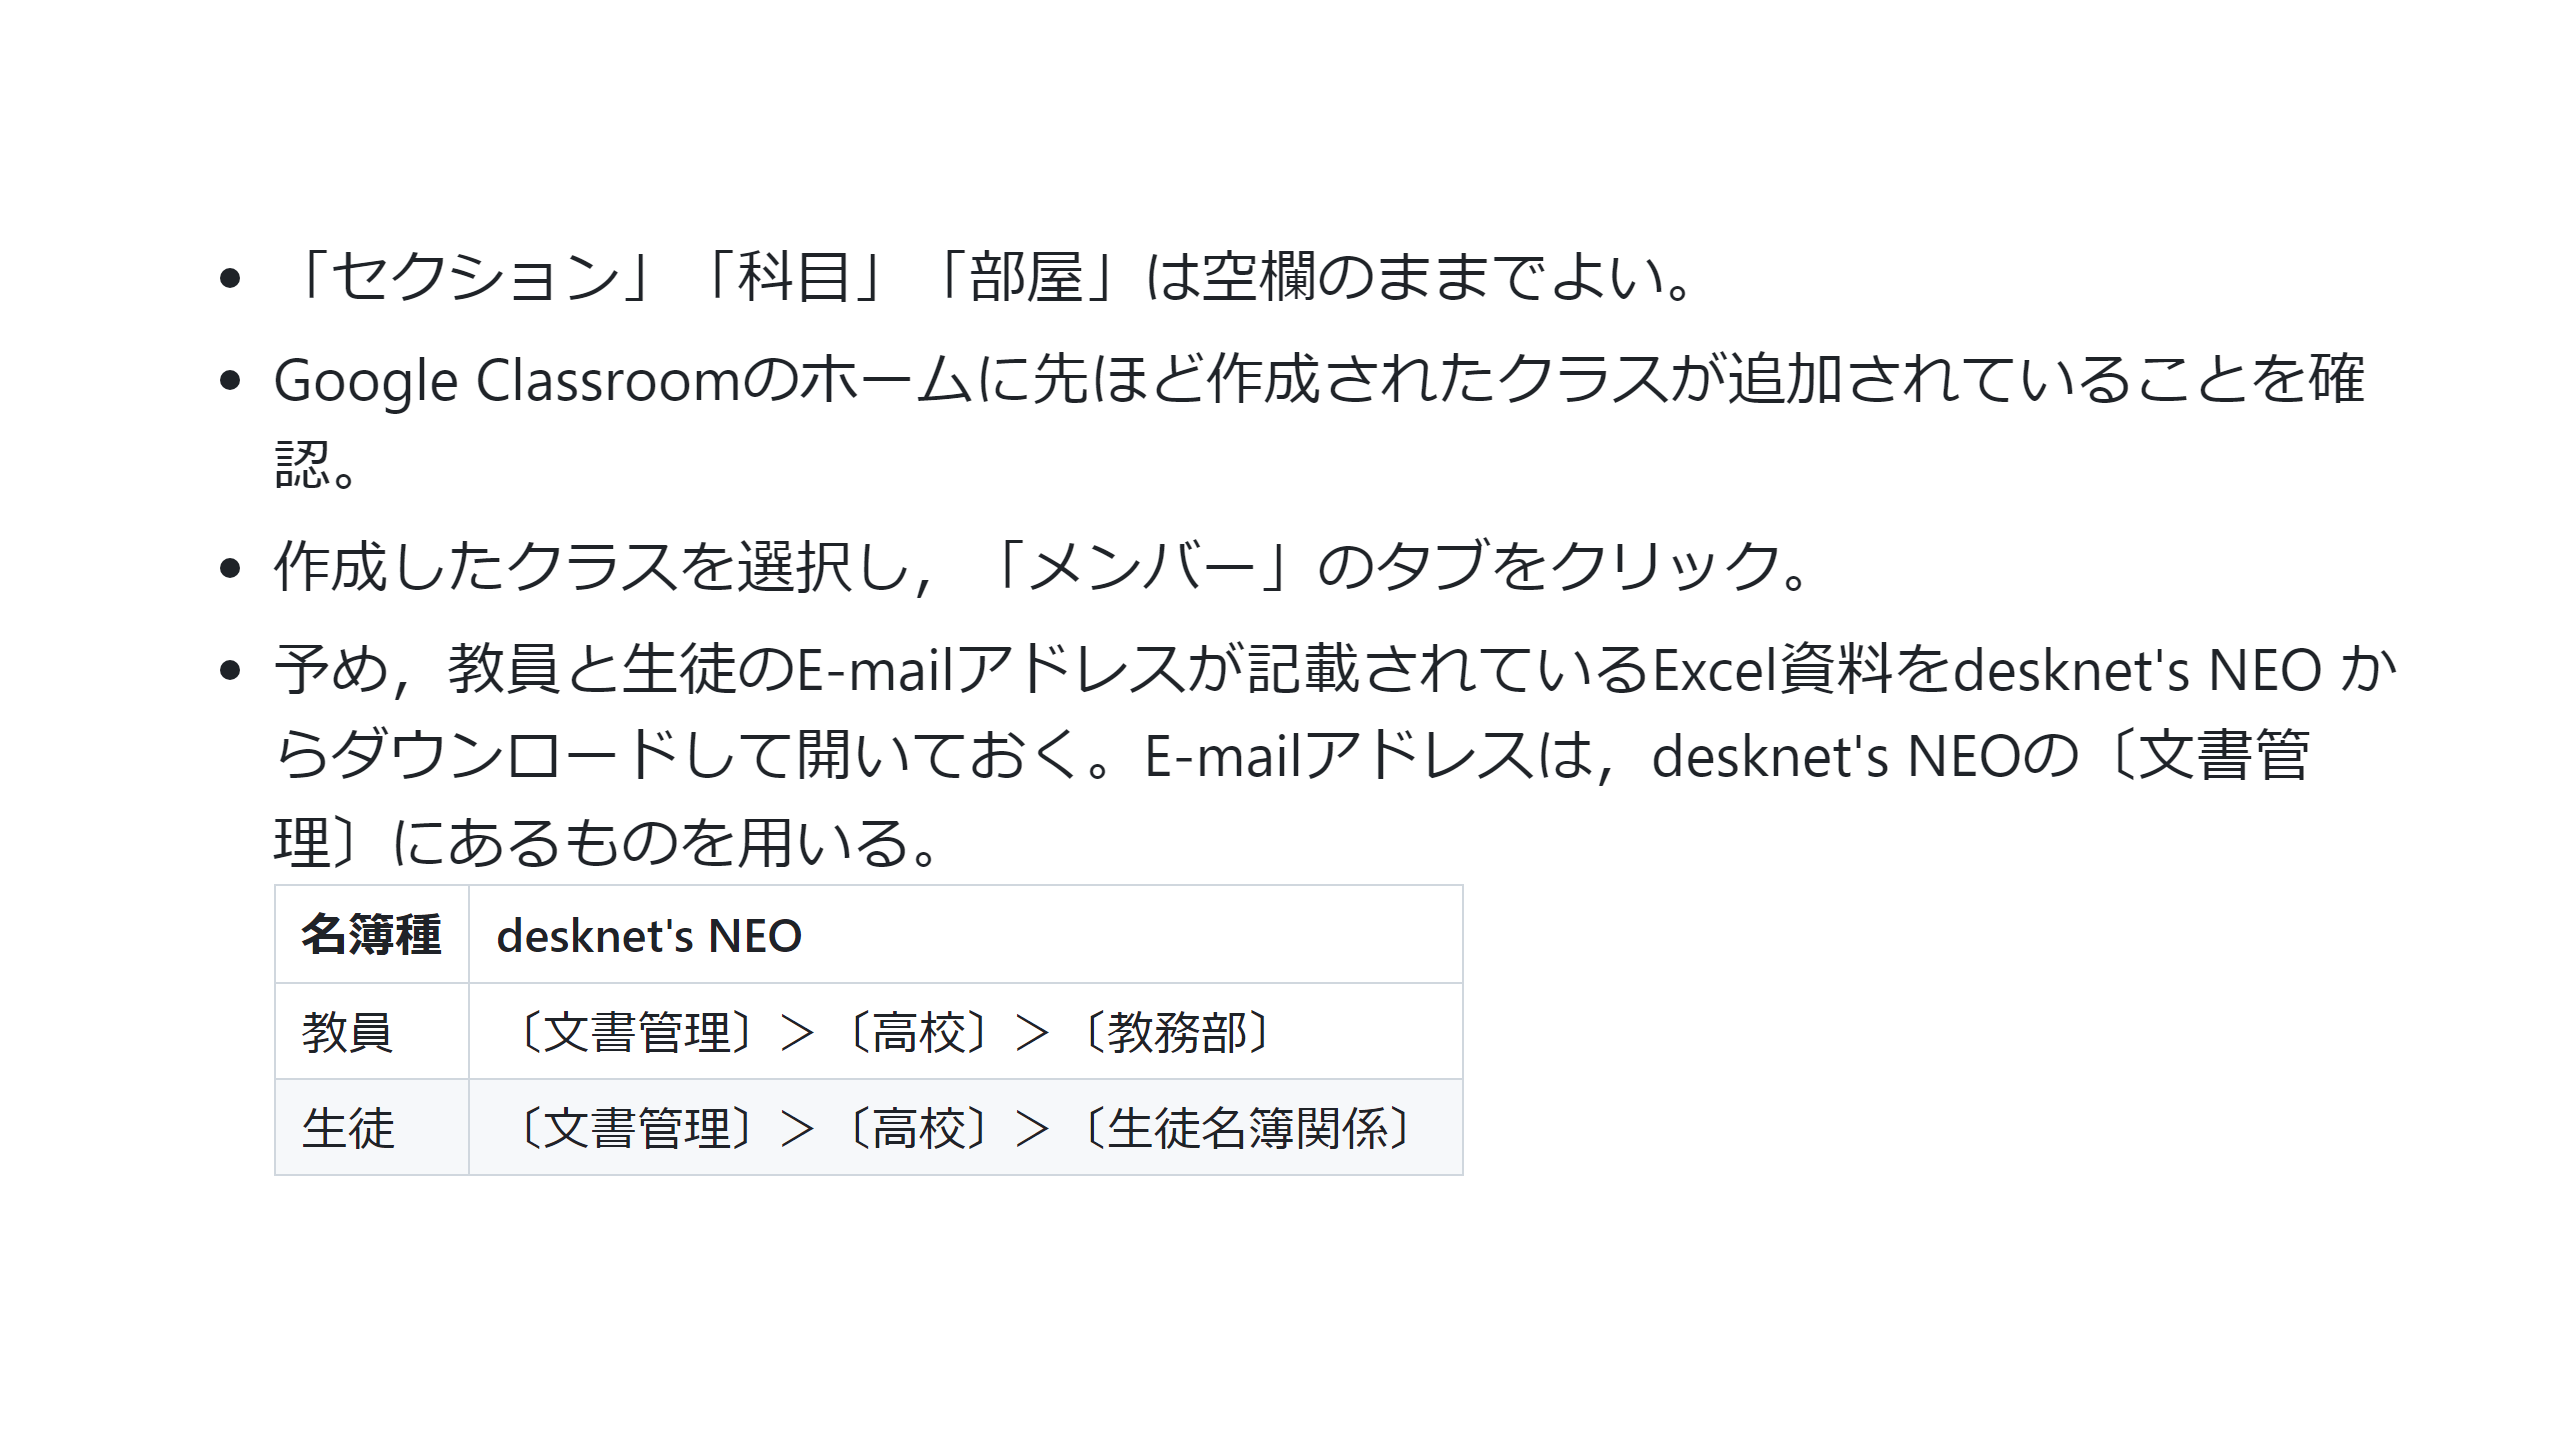 • 「セクション」「科目」「部屋」は空欄のままでよい。
• Google Classroomのホームに先ほど作成されたクラスが追加されていることを確
認。
• 作成したクラスを選択し，「メンバー」のタブをクリック。
• 予め，教員と生徒のE-mailアドレスが記載されているExcel資料をdesknet's NEO か
らダウンロードして開いておく。E-mailアドレスは，desknet's NEOの〔文書管
理〕にあるものを用いる。
名簿種 desknet's NEO
教員 〔文書管理〕＞〔高校〕＞〔教務部〕
生徒 〔文書管理〕＞〔高校〕＞〔生徒名簿関係〕